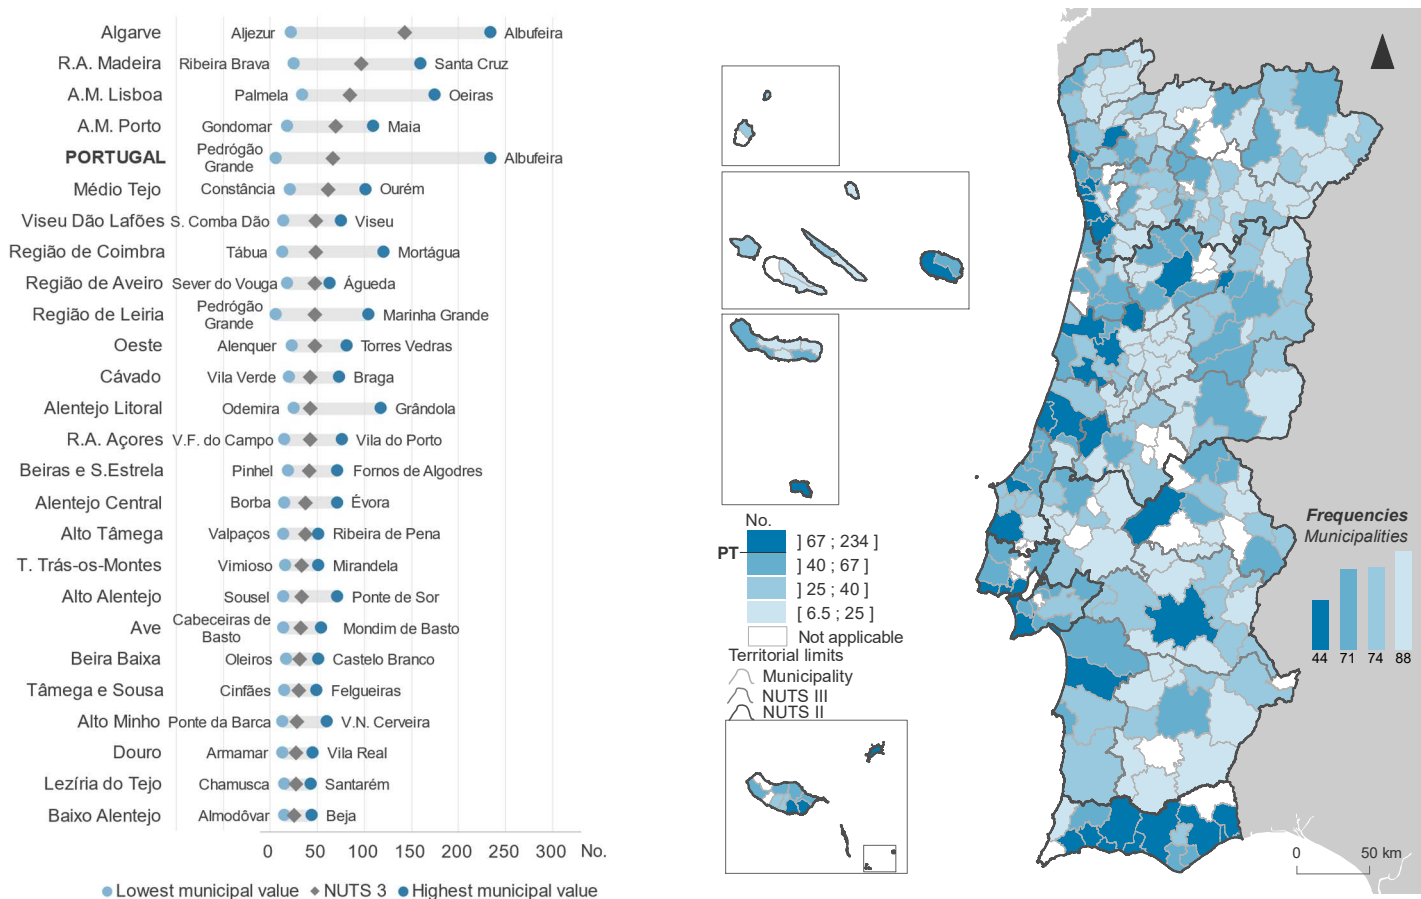 Algarve Aljezur Albufeira
R.A. Madeira Ribeira Brava Santa Cruz
A.M. Lisboa Palmela Oeiras
A.M. Porto Gondomar Maia
PORTUGAL Pedrógão Grande Albufeira
Médio Tejo Constância Ourém
Viseu Dão Lafões S. Comba Dão Viseu
Região de Coimbra Tábua Mortágua
Região de Aveiro Sever do Vouga Águeda
Região de Leiria Pedrógão Grande Marinha Grande
Oeste Alenquer Torres Vedras
Cávado Vila Verde Braga
Alentejo Litoral Odemira Grândola
R.A. Açores V.F. do Campo Vila do Porto
Beiras e S.Estrela Pinhel Fornos de Algodres
Alentejo Central Borba Évora
Alto Tâmega Valpaços Ribeira de Pena
T. Trás-os-Montes Vimioso Mirandela
Alto Alentejo Sousel Ponte de Sor
Ave Cabeceiras de Basto Mondim de Basto
Beira Baixa Oleiros Castelo Branco
Tâmega e Sousa Cinfães Felgueiras
Alto Minho Ponte da Barca V.N. Cerveira
Douro Armamar Vila Real
Lezíria do Tejo Chamusca Santarém
Baixo Alentejo Almodôvar Beja
0 50 100 150 200 250 300 No.
Lowest municipal value NUTS 3 Highest municipal value
No.
] 67 ; 234 ]
PT
] 40 ; 67 ]
] 25 ; 40 ]
[ 6.5 ; 25 ]
Not applicable
Territorial limits
Municipality
NUTS III
NUTS II
Frequencies
Municipalities
44 71 74 88
0 50 km